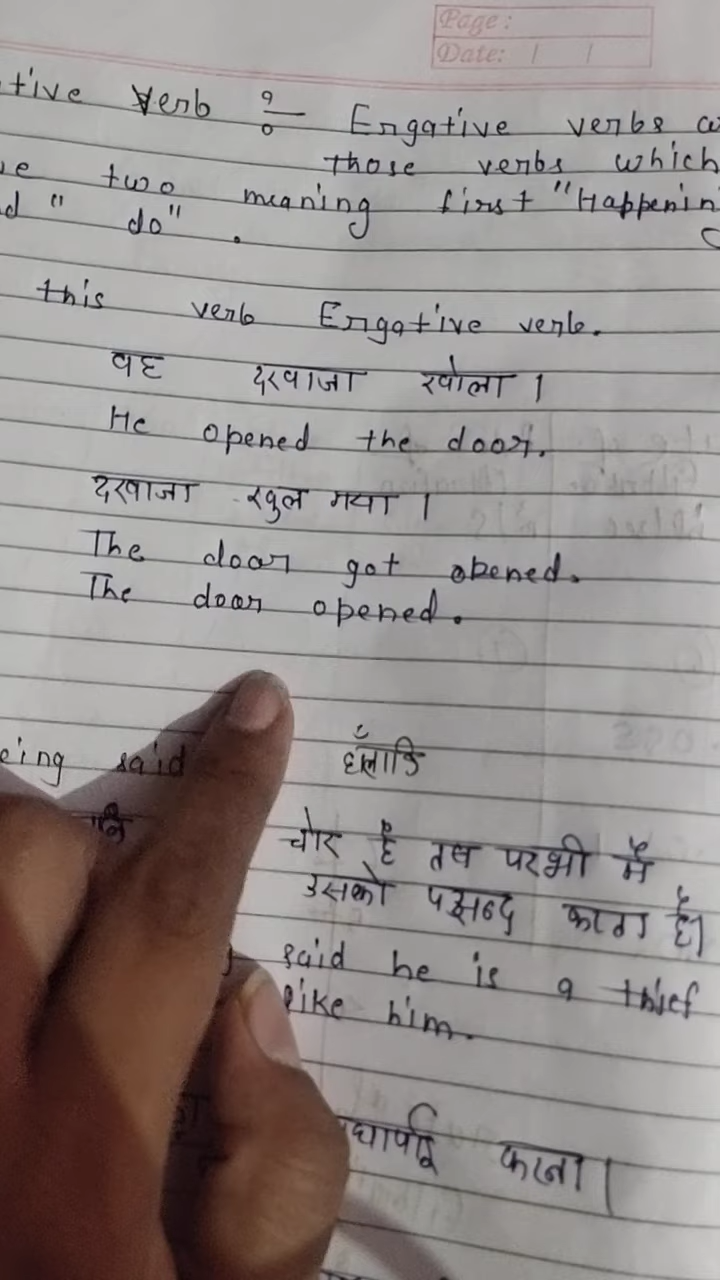 Page:
Date:
tive Verb : Ergative verbs
those verbs which
two meaning first "Happenin
" do".
this verb Ergative verb.
वह दरवाजा खोला ।
He opened the door.
दरवाजा खुल गया ।
The door got opened.
The door opened.
eing said हँलाकि
चोर है तब परभी मैं
उसको पसन्द करता है।
said he is a thief
like him.
करना ।